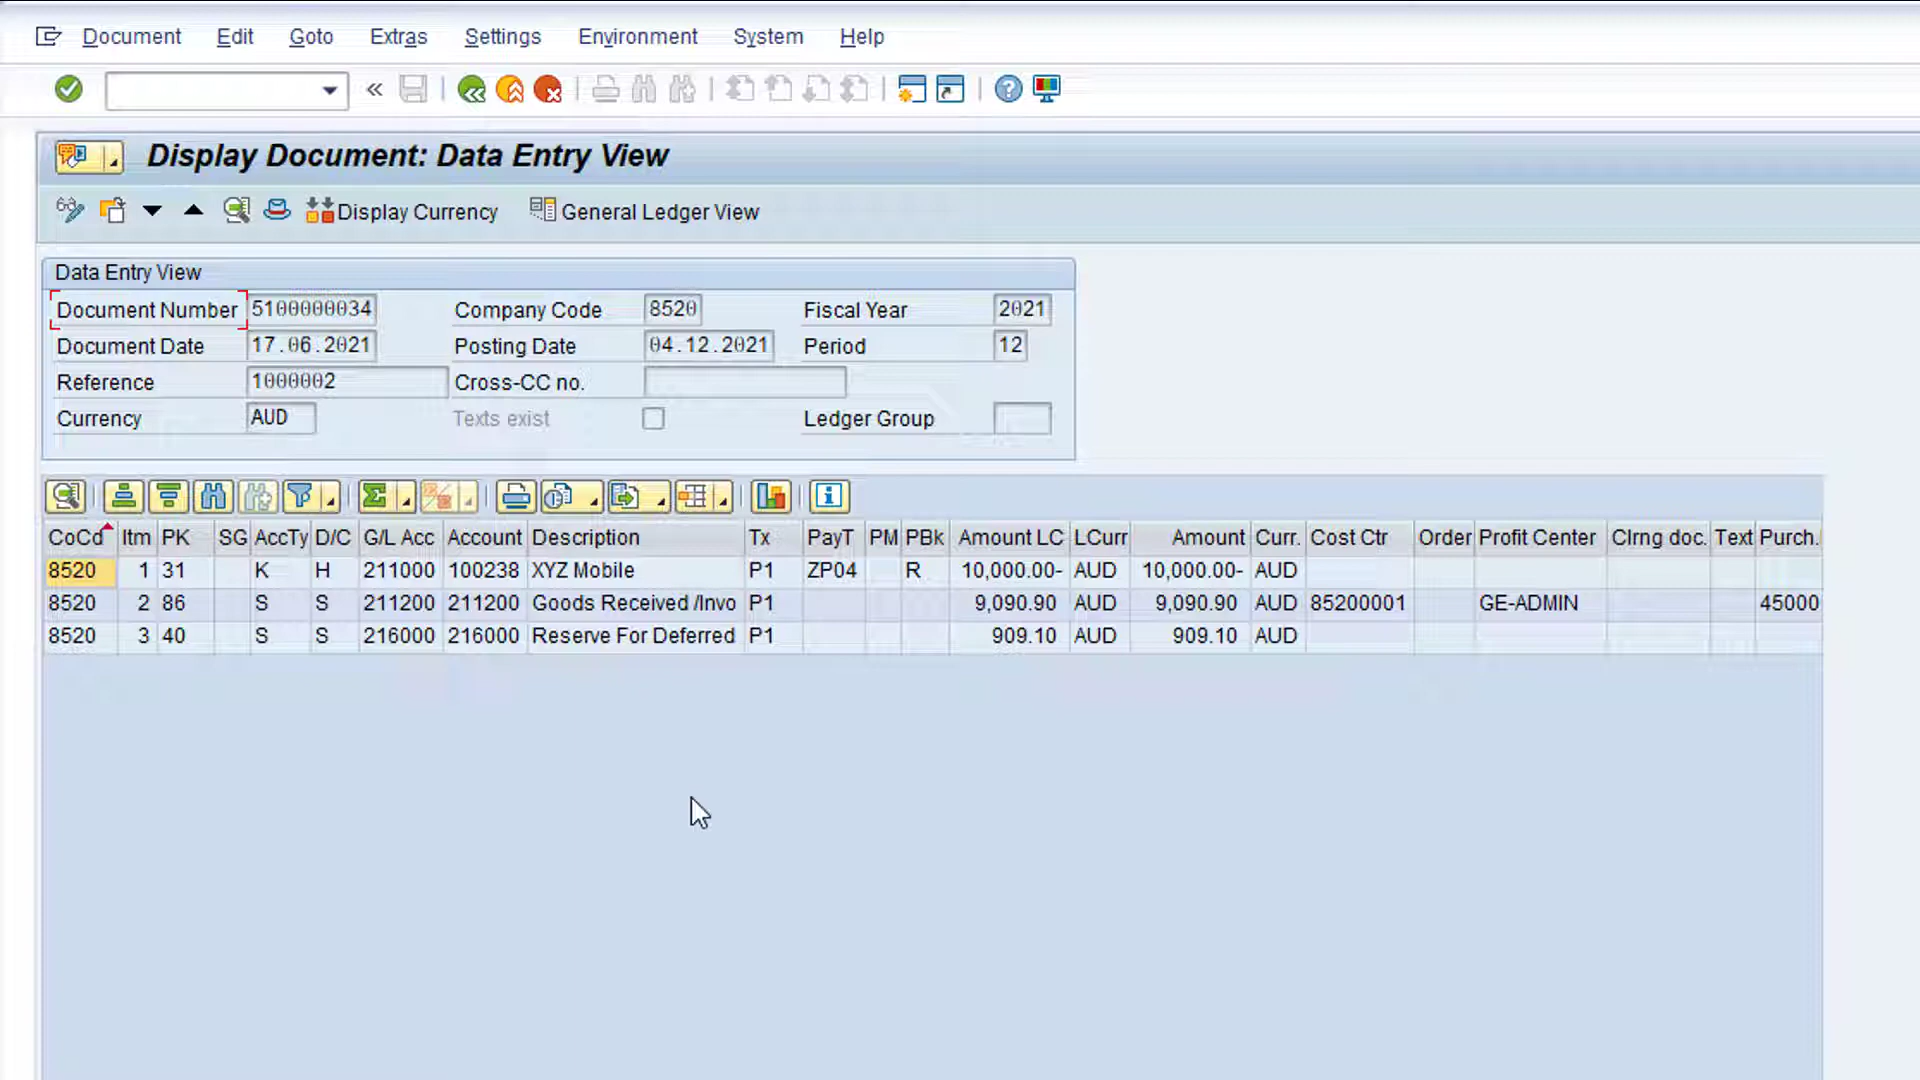 Document Edit Goto Extras Settings Environment System Help
Display Document: Data Entry View
Display Currency General Ledger View
Data Entry View
Document Number 5100000034 Company Code 8520 Fiscal Year 2021
Document Date 17.06.2021 Posting Date 04.12.2021 Period 12
Reference 1000002 Cross-CC no.
Currency AUD Texts exist Ledger Group
CoCd Itm PK SG AccTy D/C G/L Acc Account Description Tx PayT PM PBk Amount LC LCurr Amount Curr. Cost Ctr Order Profit Center Clrng doc. Text Purch.
8520 1 31 K H 211000 100238 XYZ Mobile P1 ZP04 R 10,000.00- AUD 10,000.00- AUD
8520 2 86 S S 211200 211200 Goods Received /Invo P1 9,090.90 AUD 9,090.90 AUD 85200001 GE-ADMIN 45000
8520 3 40 S S 216000 216000 Reserve For Deferred P1 909.10 AUD 909.10 AUD